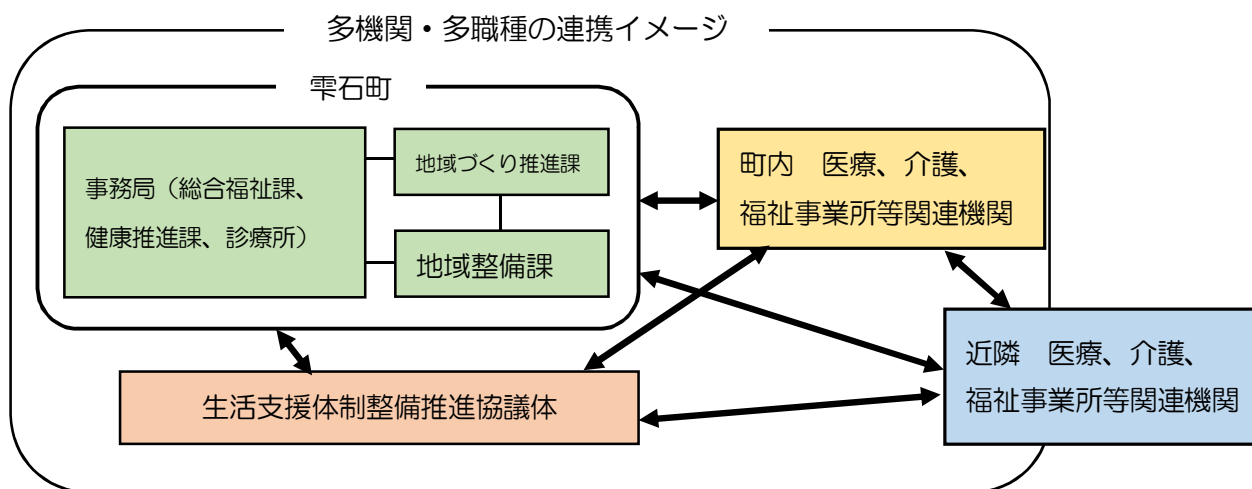 多機関・多職種の連携イメージ
雫石町
事務局（総合福祉課、
健康推進課、診療所）
地域づくり推進課
地域整備課
町内　医療、介護、
福祉事業所等関連機関
近隣　医療、介護、
福祉事業所等関連機関
生活支援体制整備推進協議体